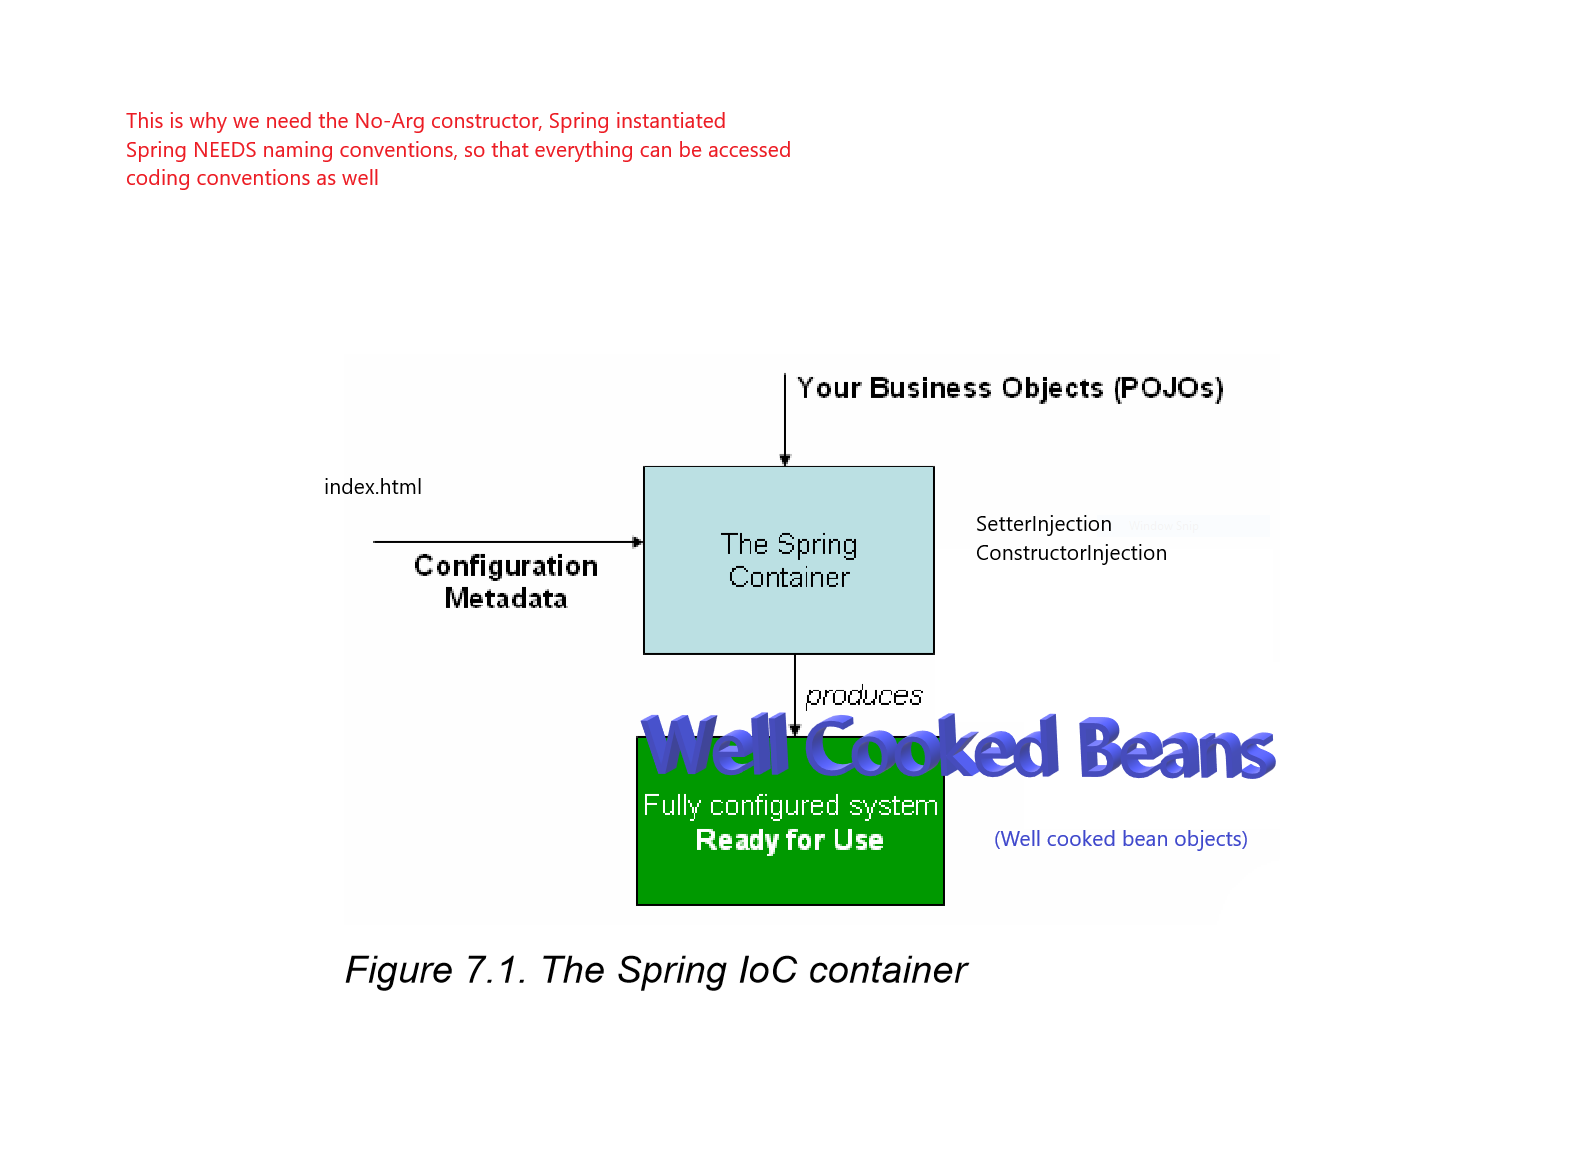 This is why we need the No-Arg constructor, Spring instantiated
Spring NEEDS naming conventions, so that everything can be accessed
coding conventions as well
Your Business Objects (POJOs)
index.html
Configuration
Metadata
The Spring
Container
SetterInjection
ConstructorInjection
produces
Well Cooked Beans
Fully configured system
Ready for Use
(Well cooked bean objects)
Figure 7.1. The Spring IoC container